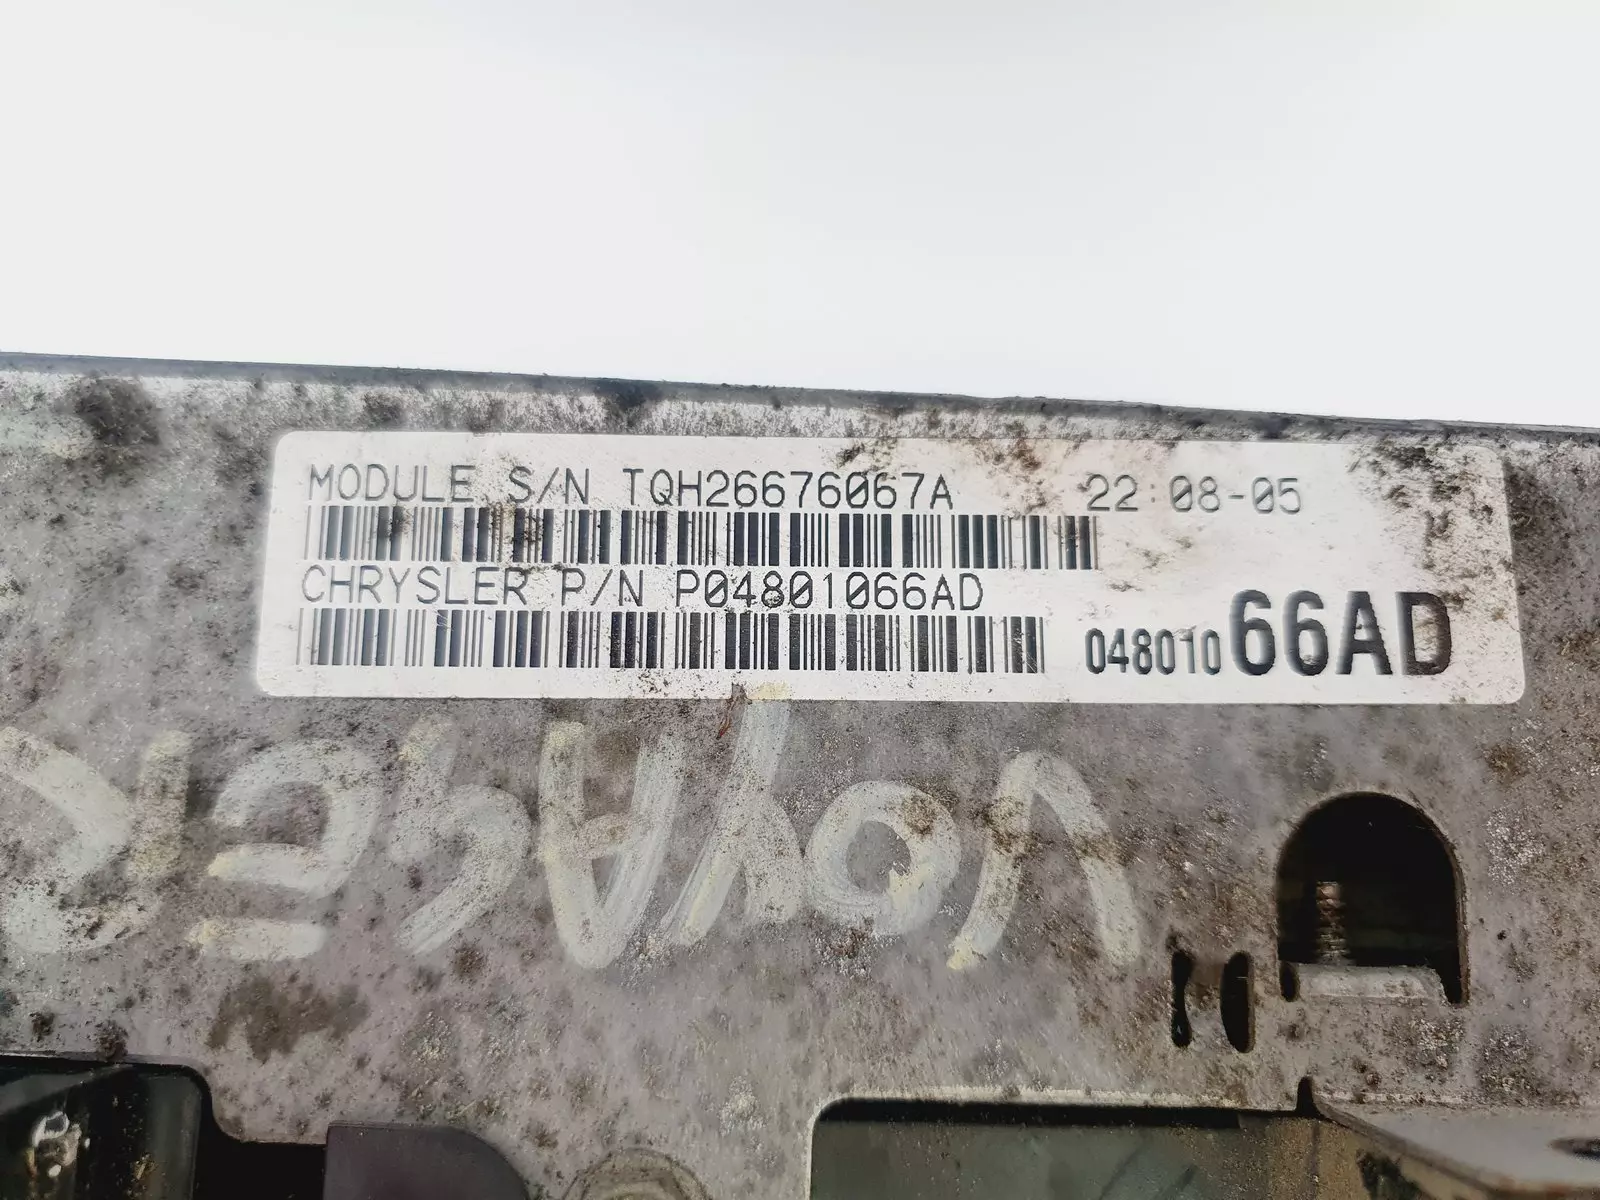 MODULE S/N TQH26676067A 22 08-05
CHRYSLER P/N P04801066AD
04801066AD
VOYAGER